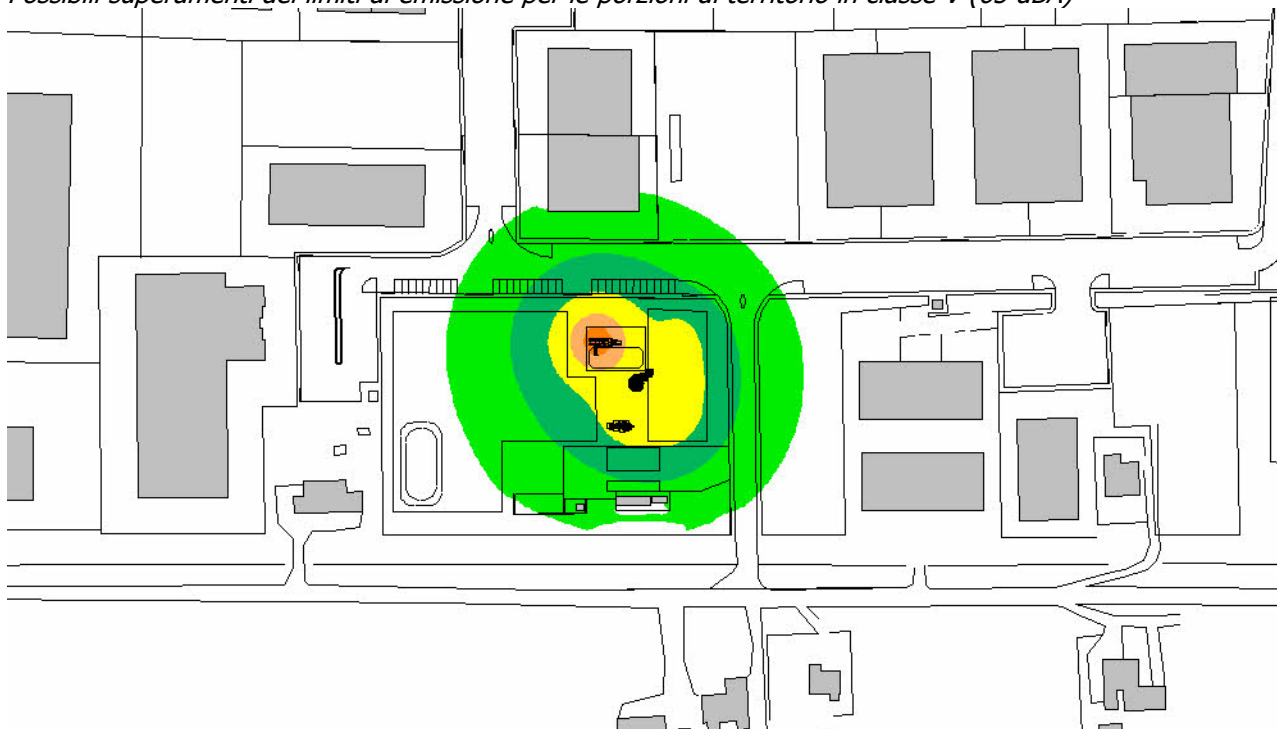 Possibili superamenti dei limiti di emissione per le porzioni di territorio in classe V (65 dBA)